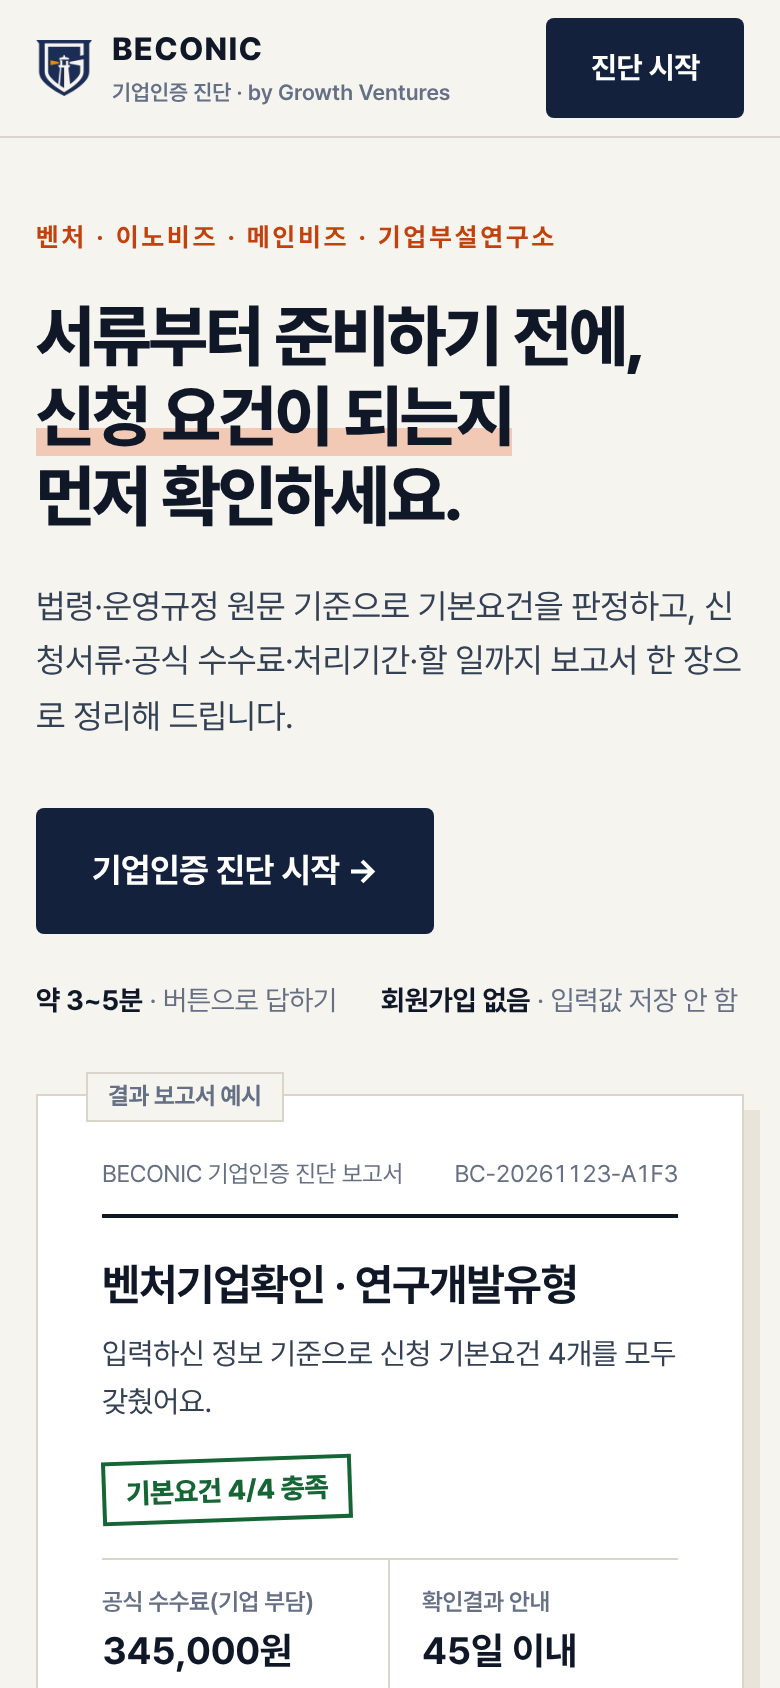 BECONIC
기업인증 진단 · by Growth Ventures
진단 시작
벤처 · 이노비즈 · 메인비즈 · 기업부설연구소
서류부터 준비하기 전에,
신청 요건이 되는지
먼저 확인하세요.
법령·운영규정 원문 기준으로 기본요건을 판정하고, 신
청서류·공식 수수료·처리기간·할 일까지 보고서 한 장으
로 정리해 드립니다.
기업인증 진단 시작 →
약 3~5분 · 버튼으로 답하기 회원가입 없음 · 입력값 저장 안 함
결과 보고서 예시
BECONIC 기업인증 진단 보고서 BC-20261123-A1F3
벤처기업확인 · 연구개발유형
입력하신 정보 기준으로 신청 기본요건 4개를 모두
갖췄어요.
기본요건 4/4 충족
공식 수수료(기업 부담)
345,000원
확인결과 안내
45일 이내